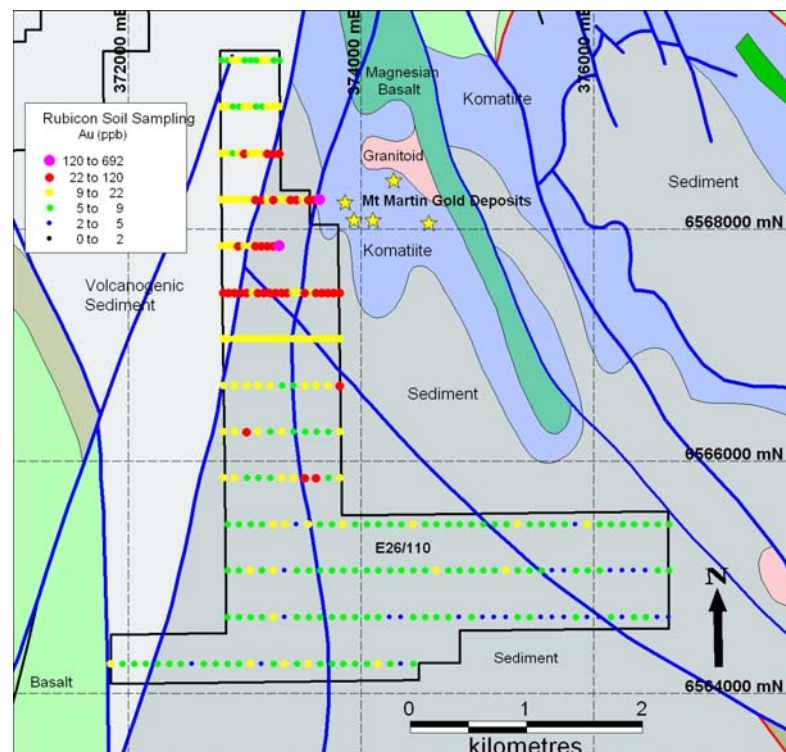 372000 mE
374000 mE
376000 mE
Magnesian
Basalt
Komatiite
Rubicon Soil Sampling
Au (ppb)
120 to 692
22 to 120
9 to 22
5 to 9
2 to 5
0 to 2
Granitoid
Sediment
Mt Martin Gold Deposits
6568000 mN
Komatiite
Volcanogenic
Sediment
Sediment
6566000 mN
E26/110
N
Sediment
Basalt
6564000 mN
0 1 2
kilometres